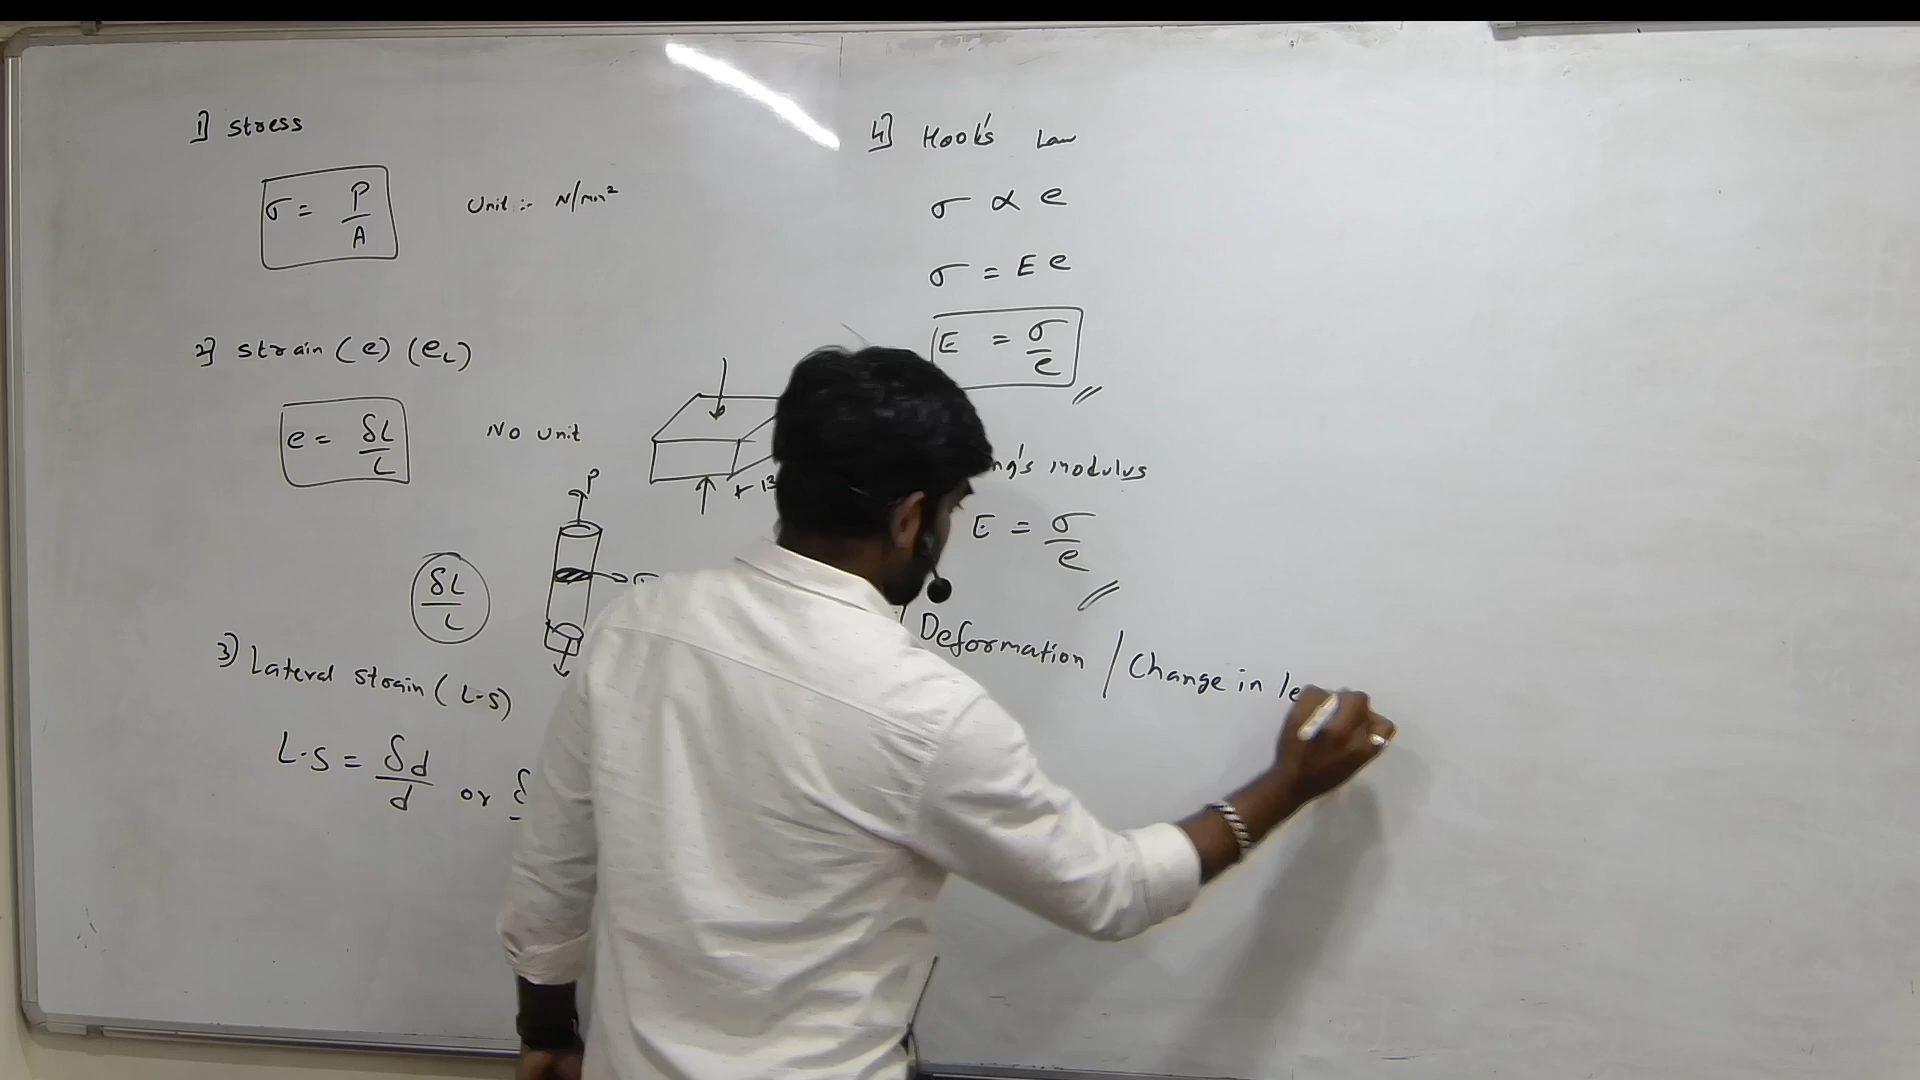 1] Stress
σ = P/A
Unit :- N/mm²
2] Strain (e) (eL)
e = δL/L
No Unit
P
δL/L
3) Lateral Strain (L-S)
L.S = δd/d or δ
4] Hook's Law
σ ∝ e
σ = E e
E = σ/e
ng's modulus
E = σ/e
Deformation / Change in le